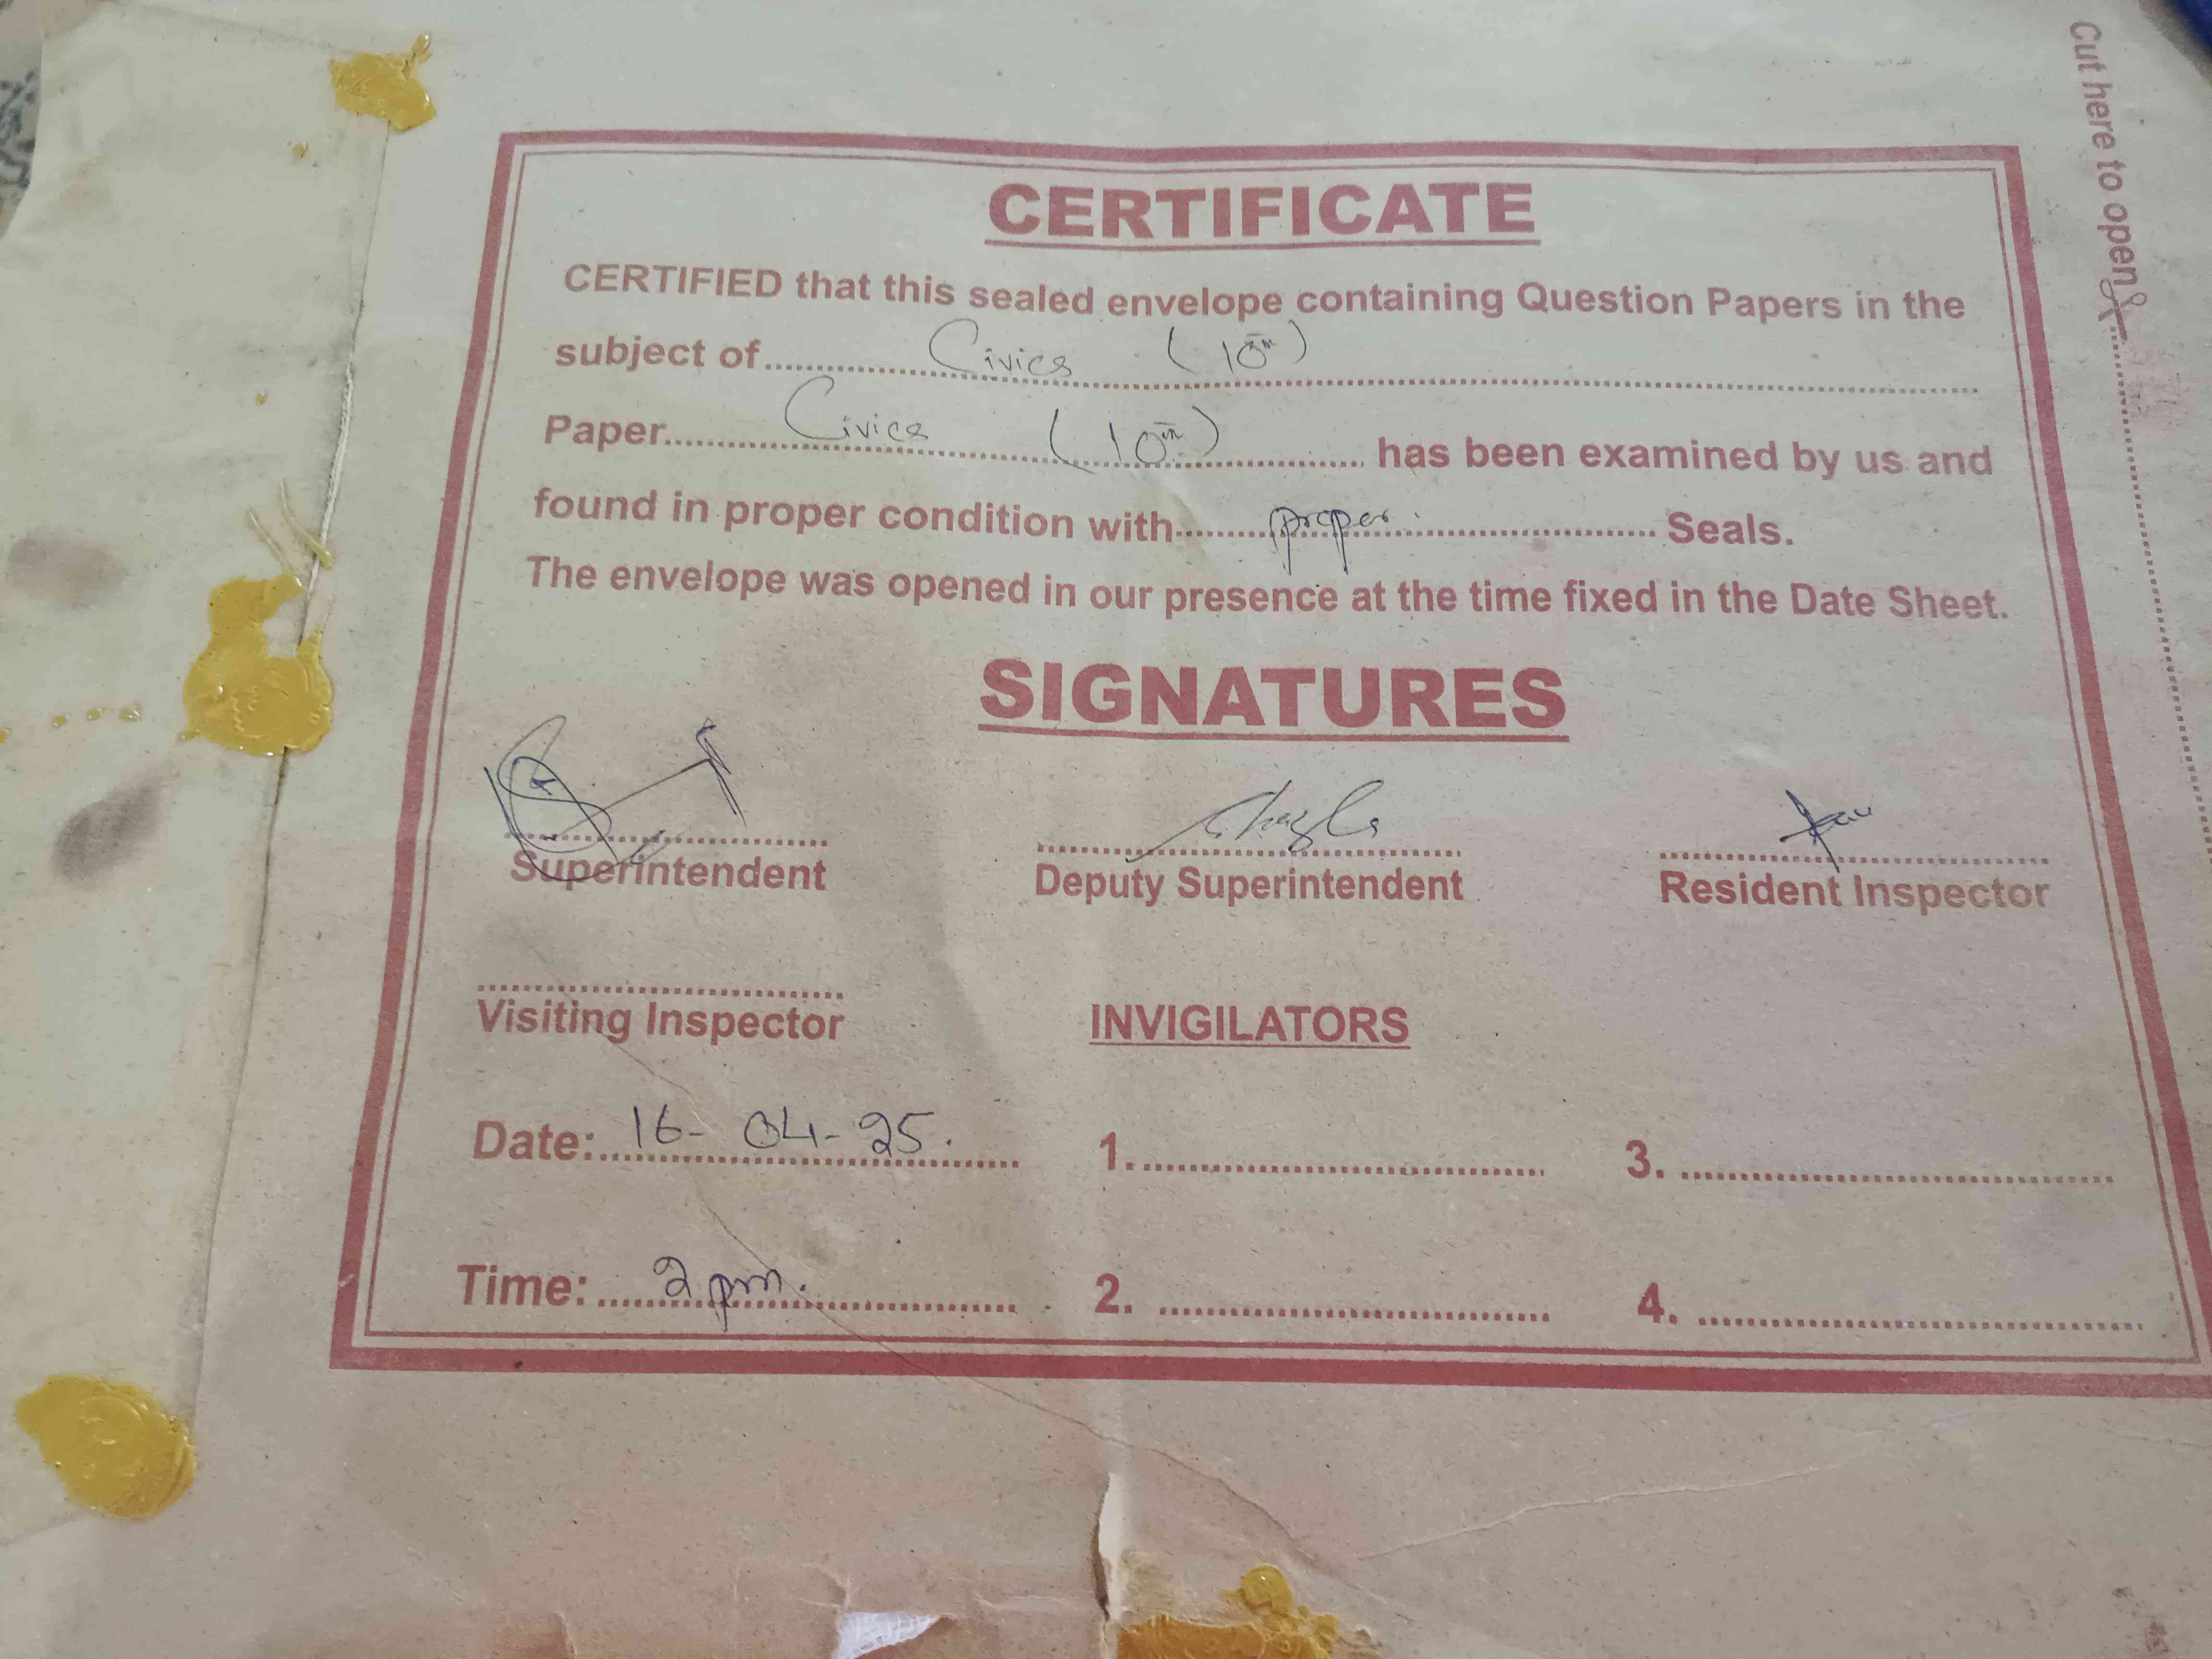 Cut here to open
CERTIFICATE
CERTIFIED that this sealed envelope containing Question Papers in the
subject of Civics (10th)
Paper Civics (10th) has been examined by us and
found in proper condition with proper Seals.
The envelope was opened in our presence at the time fixed in the Date Sheet.
SIGNATURES
Superintendent Deputy Superintendent Resident Inspector
Visiting Inspector INVIGILATORS
Date: 16-04-25. 1. 3.
Time: 2 pm. 2. 4.